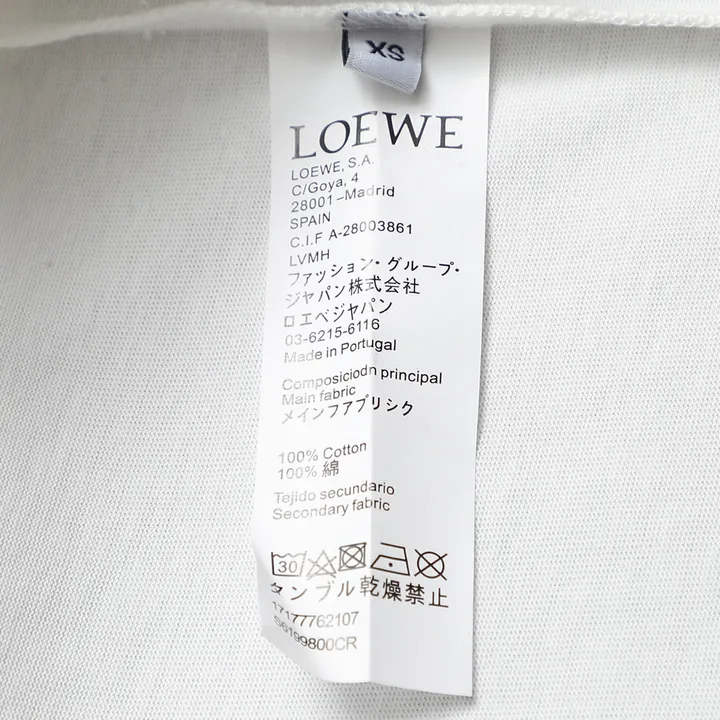 XS
LOEWE
LOEWE, S.A.
C/Goya, 4
28001-Madrid
SPAIN
C.I.F A-28003861
LVMH
ファッション・グループ・
ジャパン株式会社
ロエベジャパン
03-6215-6116
Made in Portugal
Composiciodn principal
Main fabric
メインファブリシク
100% Cotton
100% 綿
Tejido secundario
Secondary fabric
30
タンブル乾燥禁止
17177762107
S6199800CR